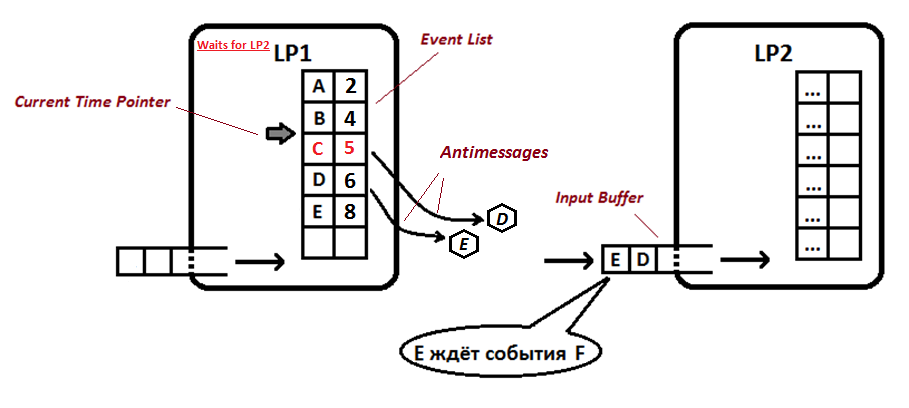 Waits for LP2
LP1
Event List
LP2
Current Time Pointer
A 2
B 4
C 5
D 6
E 8
Antimessages
D
E
Input Buffer
E D
...
...
...
...
...
...
E ждёт события F